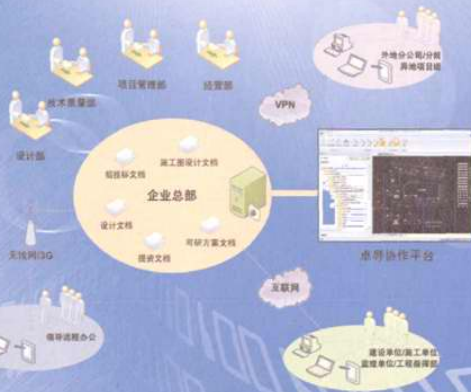 外地分公司/分院
异地项目组
项目管理部
经营部
技术质量部
VPN
设计部
施工图设计文档
招投标文档
企业总部
设计文档
可研方案文档
提资文档
无线网/3G
协作平台
互联网
领导远程办公
建设单位/施工单位
监理单位/工程指挥部